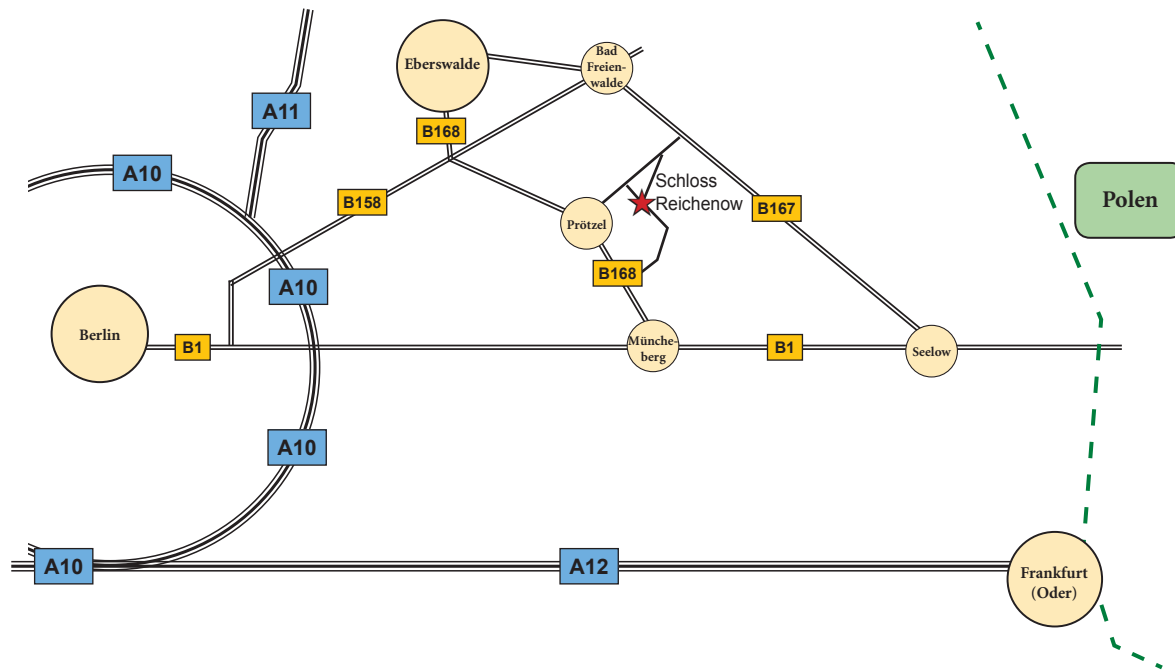 Eberswalde
Bad
Freien-
walde
A11
B168
A10
Schloss
Reichenow
Polen
B158
B167
Prötzel
B168
A10
Berlin
B1
Münche-
berg
B1
Seelow
A10
A10
A12
Frankfurt
(Oder)